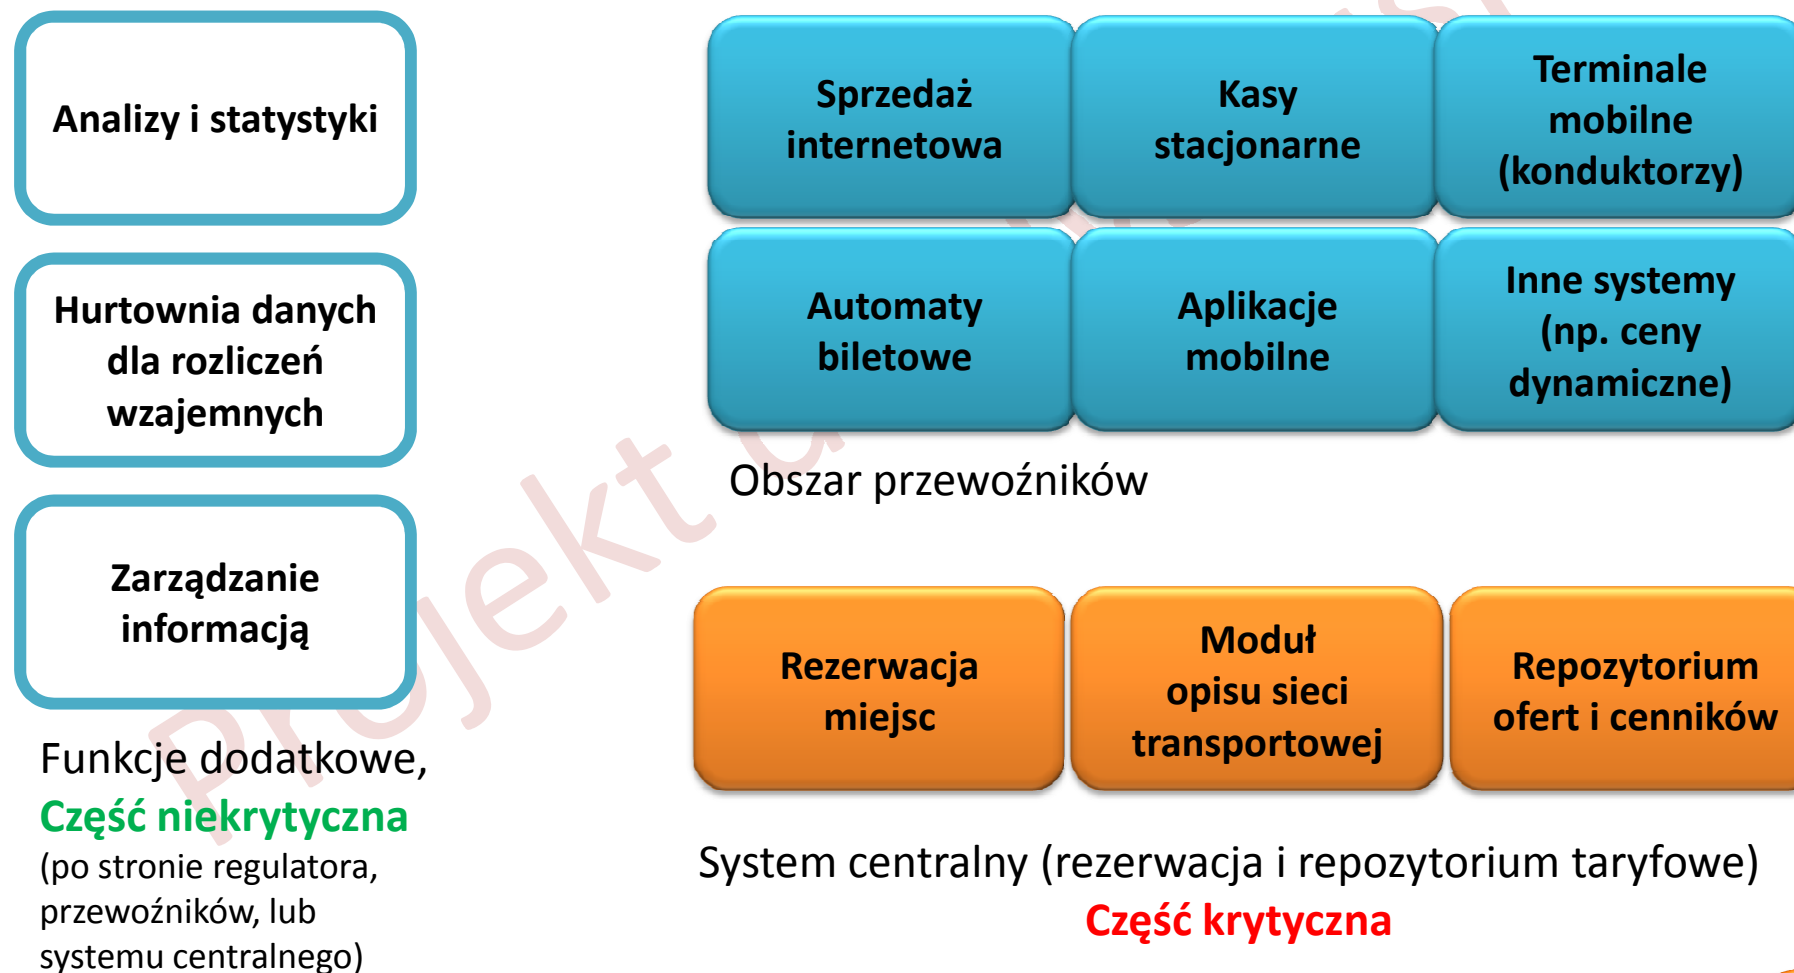 Analizy i statystyki
Hurtownia danych
dla rozliczeń
wzajemnych
Zarządzanie
informacją
Funkcje dodatkowe,
Część niekrytyczna
(po stronie regulatora,
przewoźników, lub
systemu centralnego)
Sprzedaż
internetowa
Kasy
stacjonarne
Terminale
mobilne
(konduktorzy)
Automaty
biletowe
Aplikacje
mobilne
Inne systemy
(np. ceny
dynamiczne)
Obszar przewoźników
Rezerwacja
miejsc
Moduł
opisu sieci
transportowej
Repozytorium
ofert i cenników
System centralny (rezerwacja i repozytorium taryfowe)
Część krytyczna
Projekt